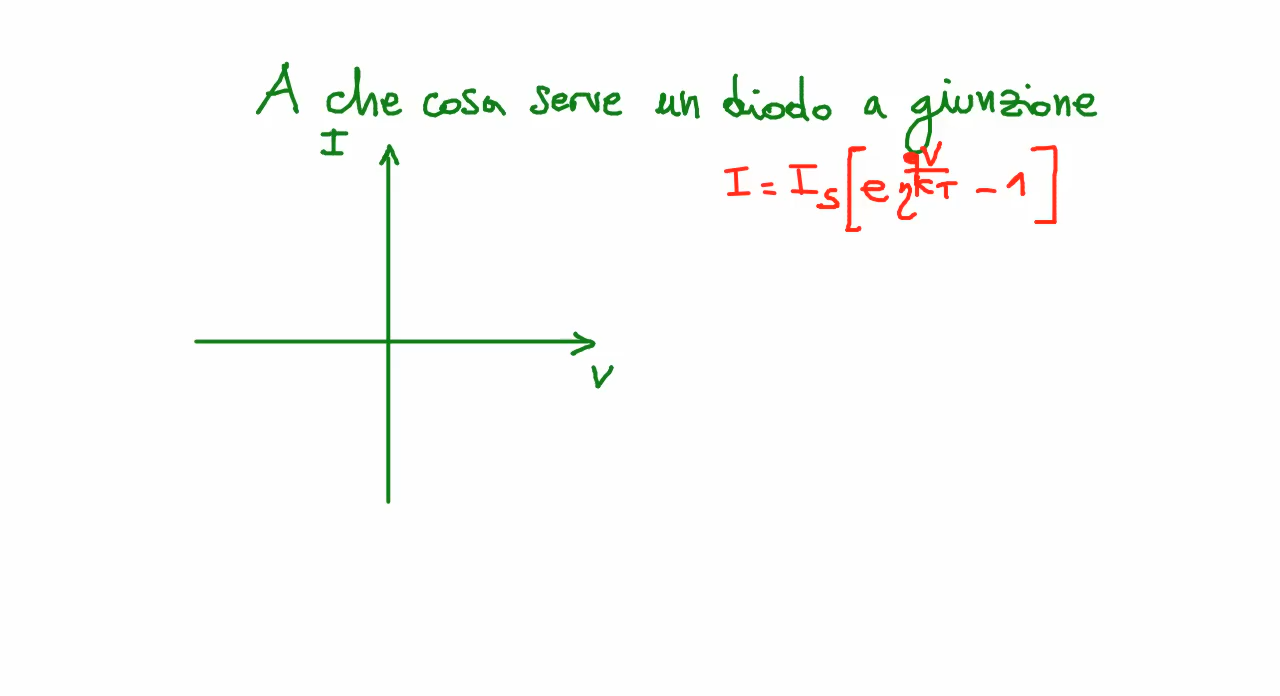 A che cosa serve un diodo a giunzione
I
I = Is [e qV/ηkT - 1]
V